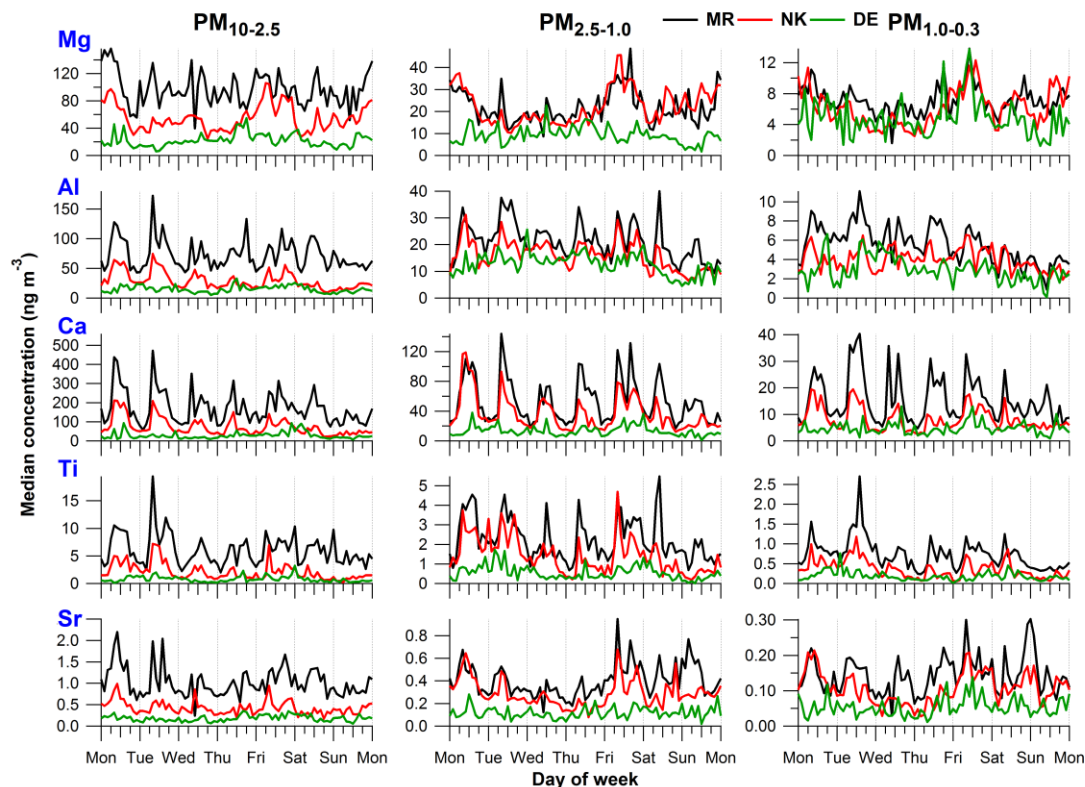 PM10-2.5 PM2.5-1.0 MR NK DE PM1.0-0.3
Mg
120 80 40 0
40 30 20 10 0
12 8 4 0
Al
150 100 50 0
40 30 20 10 0
10 8 6 4 2 0
Ca
500 400 300 200 100 0
120 80 40 0
40 30 20 10 0
Ti
15 10 5 0
5 4 3 2 1 0
2.5 2.0 1.5 1.0 0.5 0.0
Sr
2.0 1.5 1.0 0.5 0.0
0.8 0.6 0.4 0.2 0.0
0.30 0.20 0.10 0.00
Median concentration (ng m-3)
Mon Tue Wed Thu Fri Sat Sun Mon
Mon Tue Wed Thu Fri Sat Sun Mon
Mon Tue Wed Thu Fri Sat Sun Mon
Day of week